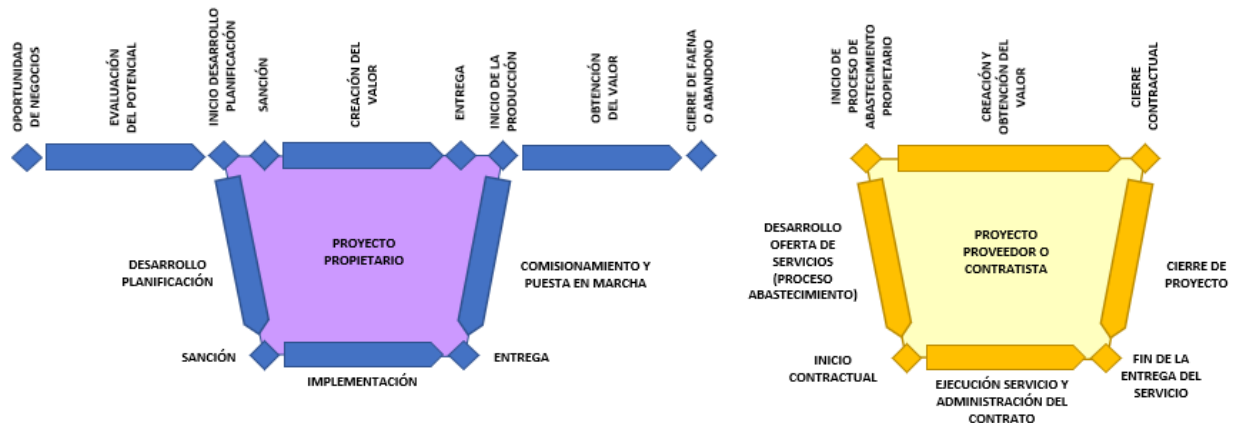 OPORTUNIDAD
DE NEGOCIOS
EVALUACIÓN
DEL POTENCIAL
INICIO DESARROLLO
PLANIFICACIÓN
SANCIÓN
CREACIÓN DEL
VALOR
ENTREGA
INICIO DE LA
PRODUCCIÓN
OBTENCIÓN
DEL VALOR
CIERRE DE FAENA
O ABANDONO
DESARROLLO
PLANIFICACIÓN
PROYECTO
PROPIETARIO
COMISIONAMIENTO Y
PUESTA EN MARCHA
SANCIÓN
IMPLEMENTACIÓN
ENTREGA
INICIO DE
PROCESO DE
ABASTECIMIENTO
PROPIETARIO
CREACIÓN Y
OBTENCIÓN DEL
VALOR
CIERRE
CONTRACTUAL
DESARROLLO
OFERTA DE
SERVICIOS
(PROCESO
ABASTECIMIENTO)
PROYECTO
PROVEEDOR O
CONTRATISTA
CIERRE DE
PROYECTO
INICIO
CONTRACTUAL
EJECUCIÓN SERVICIO Y
ADMINISTRACIÓN DEL
CONTRATO
FIN DE LA
ENTREGA DEL
SERVICIO